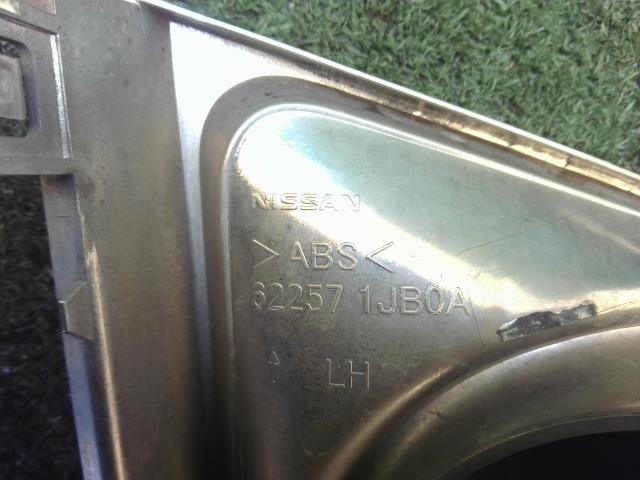 NISSAN
>ABS<
62257 1JB0A
↑ LH